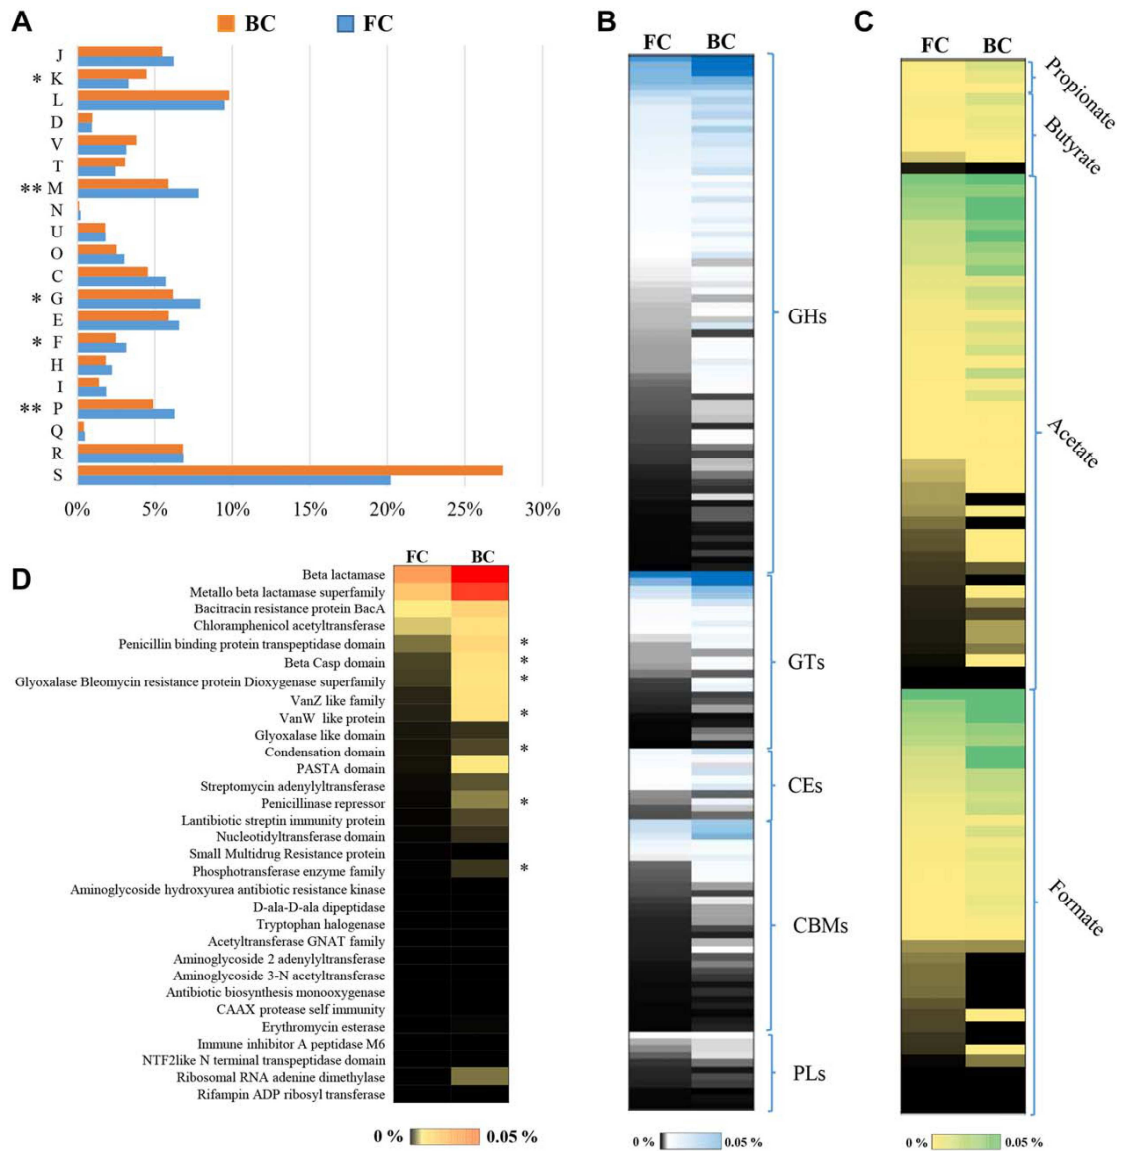 A
BC FC
J
* K
L
D
V
T
** M
N
U
O
C
* G
E
* F
H
I
** P
Q
R
S
0% 5% 10% 15% 20% 25% 30%
B
FC BC
GHs
GTs
CEs
CBMs
PLs
0 % 0.05 %
C
FC BC
Propionate
Butyrate
Acetate
Formate
0 % 0.05 %
D
FC BC
Beta lactamase
Metallo beta lactamase superfamily
Bacitracin resistance protein BacA
Chloramphenicol acetyltransferase
Penicillin binding protein transpeptidase domain *
Beta Casp domain *
Glyoxalase Bleomycin resistance protein Dioxygenase superfamily *
VanZ like family
VanW like protein *
Glyoxalase like domain
Condensation domain *
PASTA domain
Streptomycin adenylyltransferase
Penicillinase repressor *
Lantibiotic streptin immunity protein
Nucleotidyltransferase domain
Small Multidrug Resistance protein
Phosphotransferase enzyme family *
Aminoglycoside hydroxyurea antibiotic resistance kinase
D-ala-D-ala dipeptidase
Tryptophan halogenase
Acetyltransferase GNAT family
Aminoglycoside 2 adenylyltransferase
Aminoglycoside 3-N acetyltransferase
Antibiotic biosynthesis monooxygenase
CAAX protease self immunity
Erythromycin esterase
Immune inhibitor A peptidase M6
NTF2like N terminal transpeptidase domain
Ribosomal RNA adenine dimethylase
Rifampin ADP ribosyl transferase
0 % 0.05 %